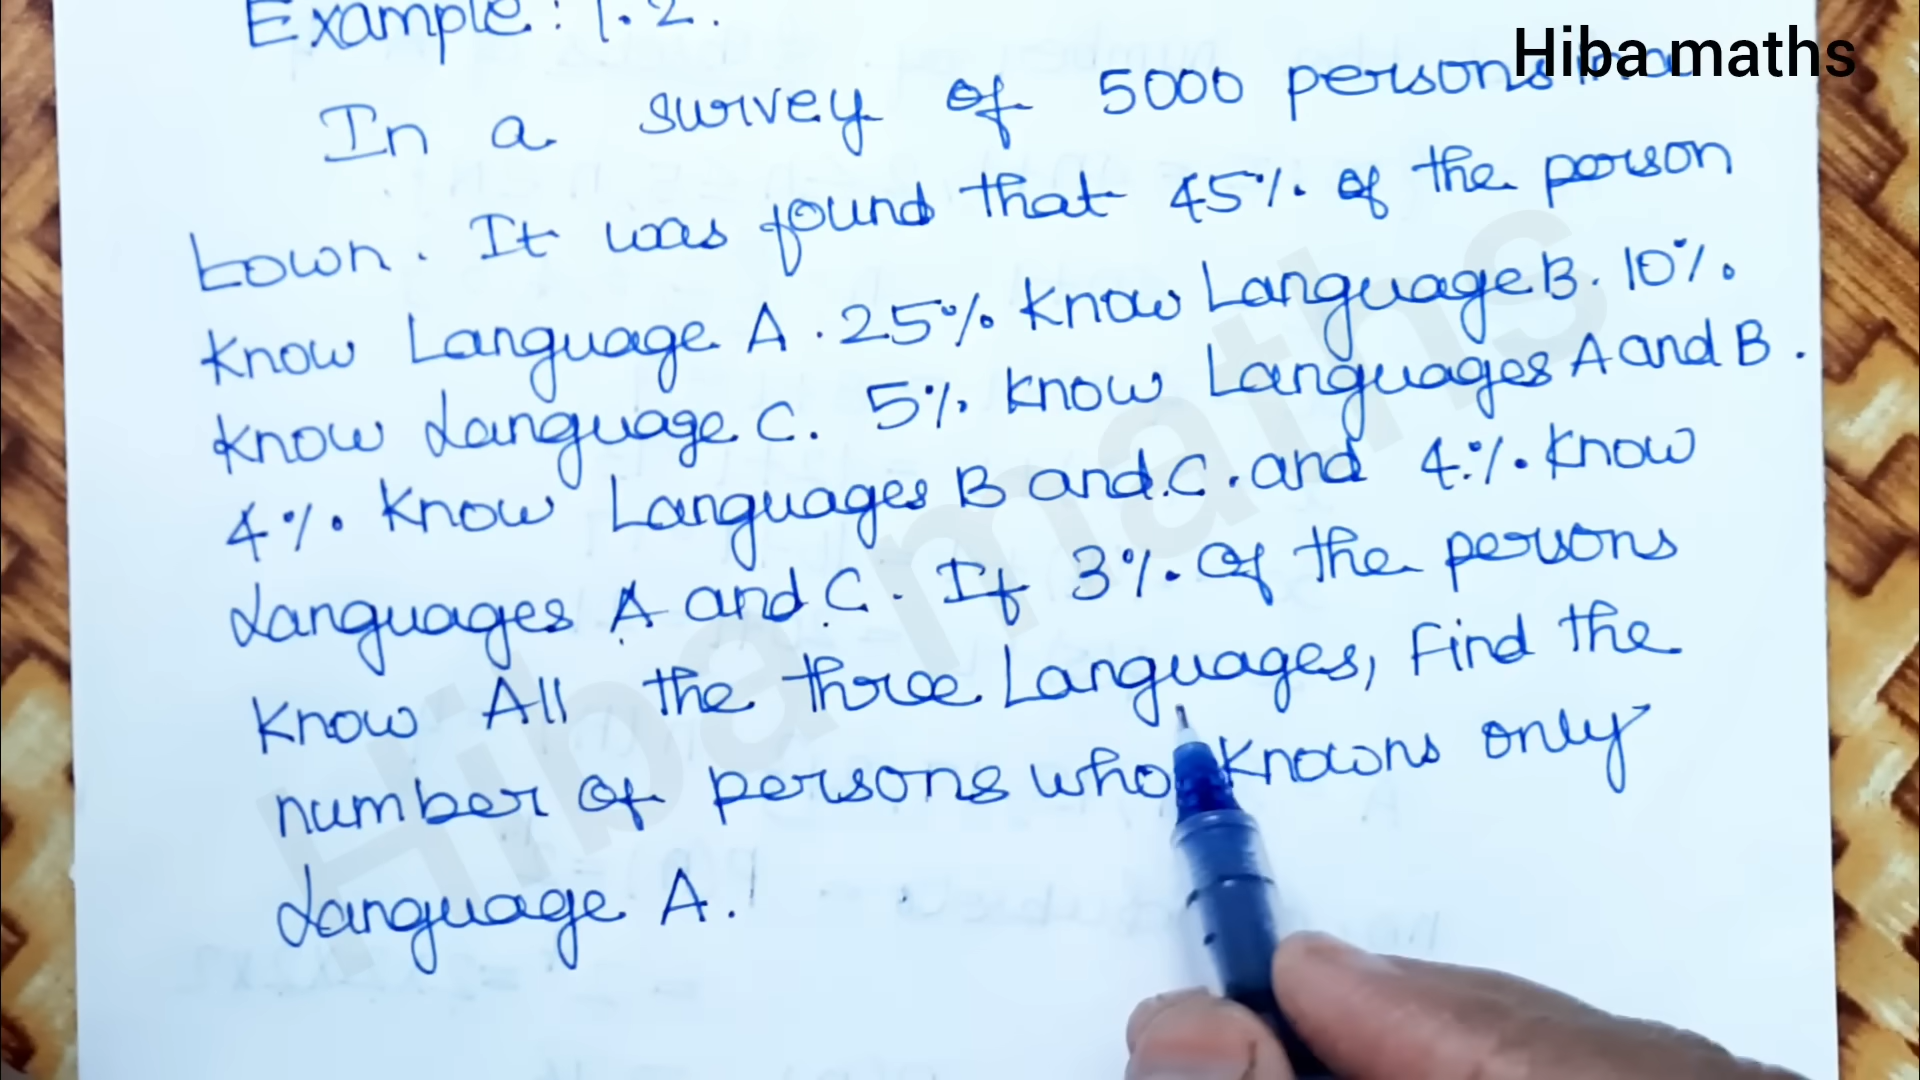 Example: 1.2.
Hiba maths
In a survey of 5000 persons in a
town. It was found that 45% of the person
know Language A. 25% know Language B. 10%
know Language C. 5% know Languages A and B.
4% know Languages B and C. and 4% know
Languages A and C. If 3% of the persons
know All the three Languages, Find the
number of persons who knowns only
Language A.
Hiba maths